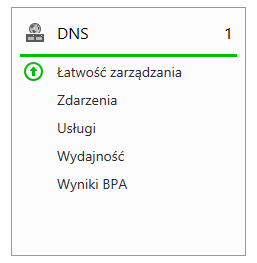 DNS 1
Łatwość zarządzania
Zdarzenia
Usługi
Wydajność
Wyniki BPA